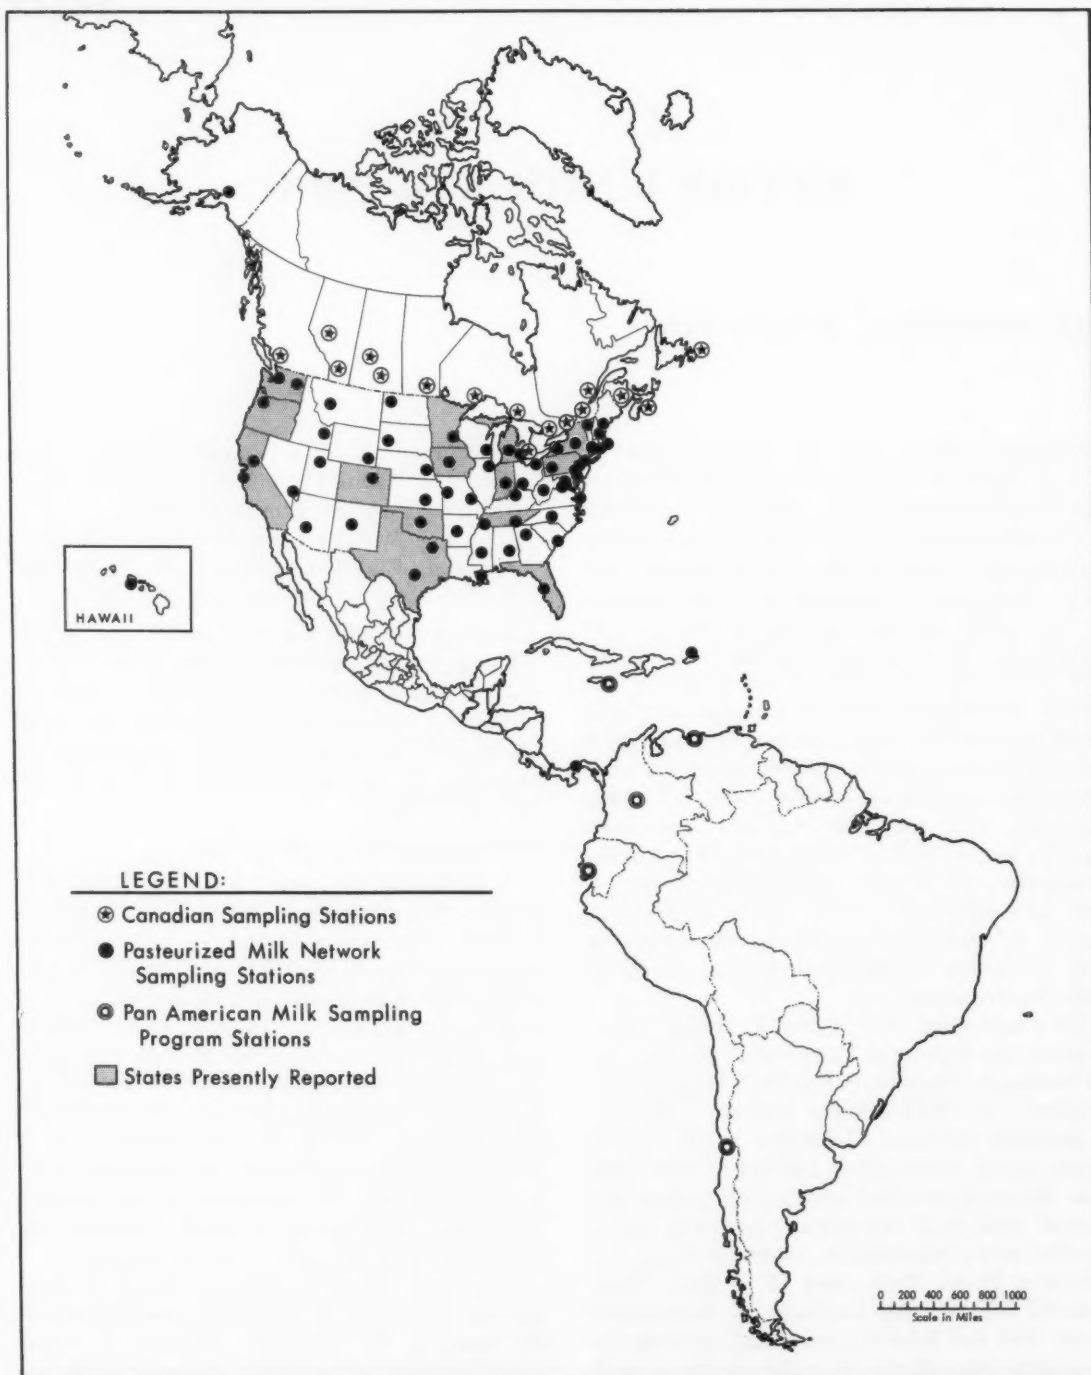 HAWAII
LEGEND:
Canadian Sampling Stations
Pasteurized Milk Network
Sampling Stations
Pan American Milk Sampling
Program Stations
States Presently Reported
0 200 400 600 800 1000
Scale in Miles